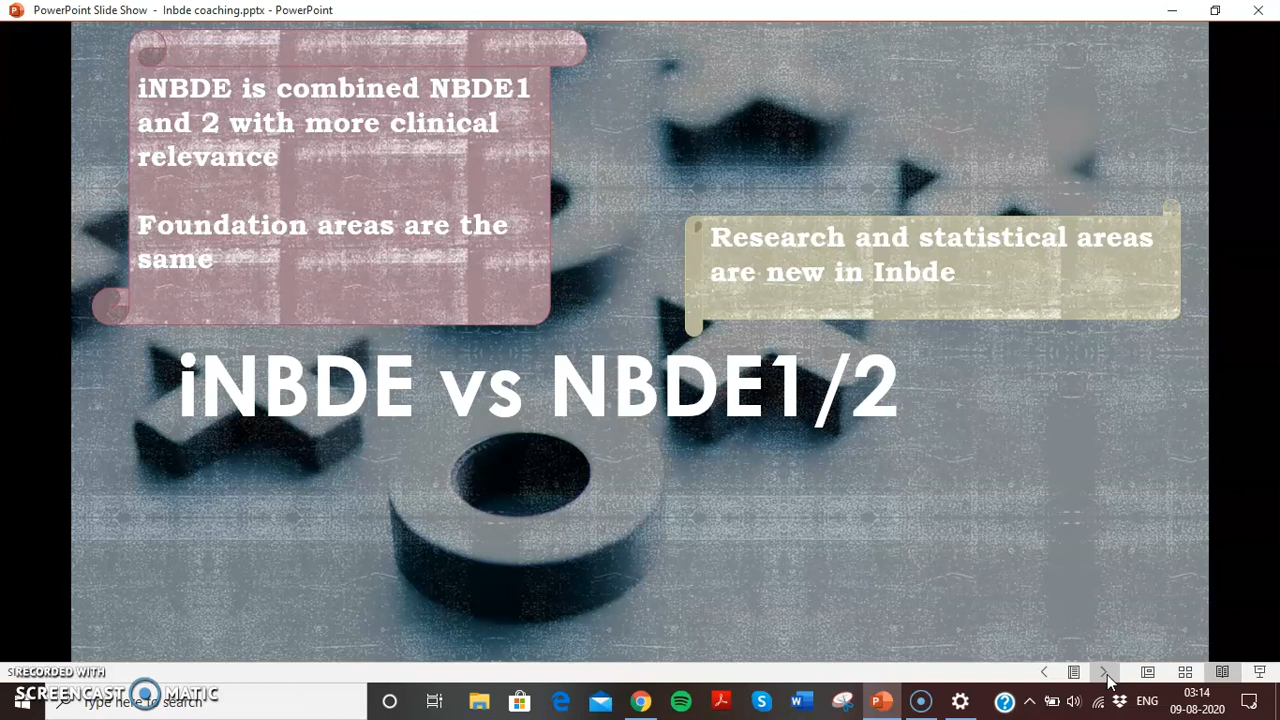 PowerPoint Slide Show - Inbde coaching.pptx - PowerPoint
iNBDE is combined NBDE1
and 2 with more clinical
relevance
Foundation areas are the
same
Research and statistical areas
are new in Inbde
iNBDE vs NBDE1/2
RECORDED WITH
SCREENCAST MATIC
Type here to search
ENG
03:14
09-08-2020